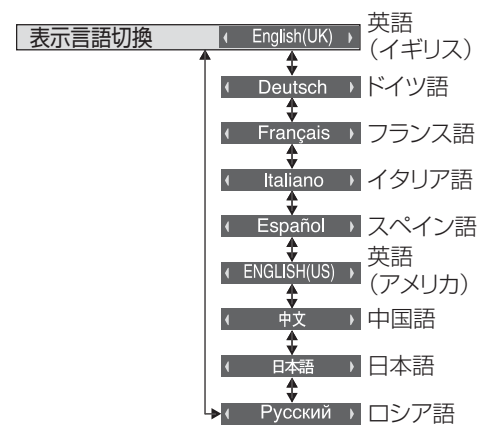 表示言語切換 English(UK) 英語
（イギリス）
Deutsch ドイツ語
Français フランス語
Italiano イタリア語
Español スペイン語
ENGLISH(US) 英語
（アメリカ）
中文 中国語
日本語 日本語
Русский ロシア語